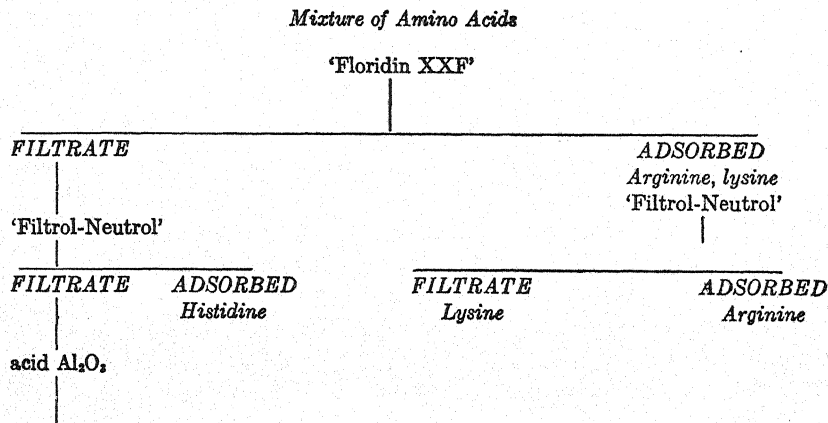 Mixture of Amino Acids
'Floridin XXF'
FILTRATE ADSORBED
Arginine, lysine
'Filtrol-Neutrol'
'Filtrol-Neutrol'
FILTRATE ADSORBED FILTRATE ADSORBED
Histidine Lysine Arginine
acid Al₂O₃